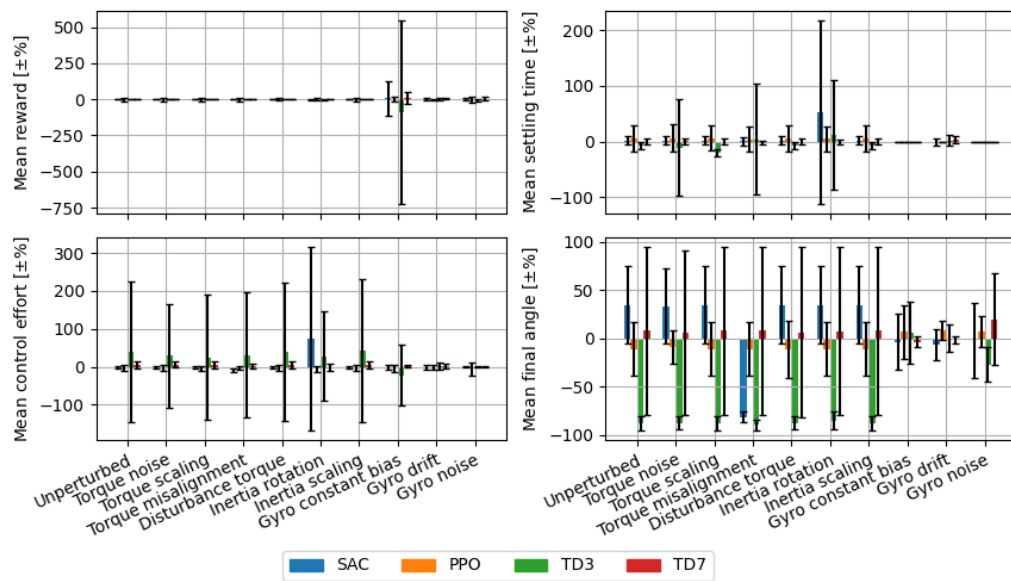 Mean reward [±%]
500
250
0
−250
−500
−750
Mean settling time [±%]
200
100
0
−100
Mean control effort [±%]
300
200
100
0
−100
Mean final angle [±%]
100
50
0
−50
−100
Unperturbed
Torque noise
Torque scaling
Torque misalignment
Disturbance torque
Inertia rotation
Inertia scaling
Gyro constant bias
Gyro drift
Gyro noise
Unperturbed
Torque noise
Torque scaling
Torque misalignment
Disturbance torque
Inertia rotation
Inertia scaling
Gyro constant bias
Gyro drift
Gyro noise
SAC PPO TD3 TD7